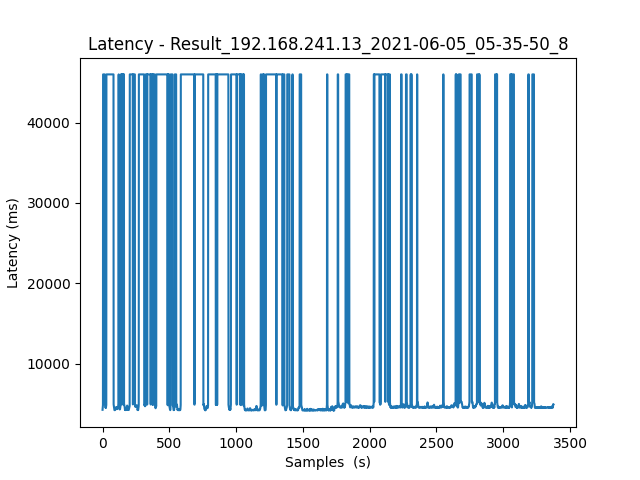 Latency - Result_192.168.241.13_2021-06-05_05-35-50_8
40000
30000
20000
10000
Latency (ms)
0 500 1000 1500 2000 2500 3000 3500
Samples  (s)